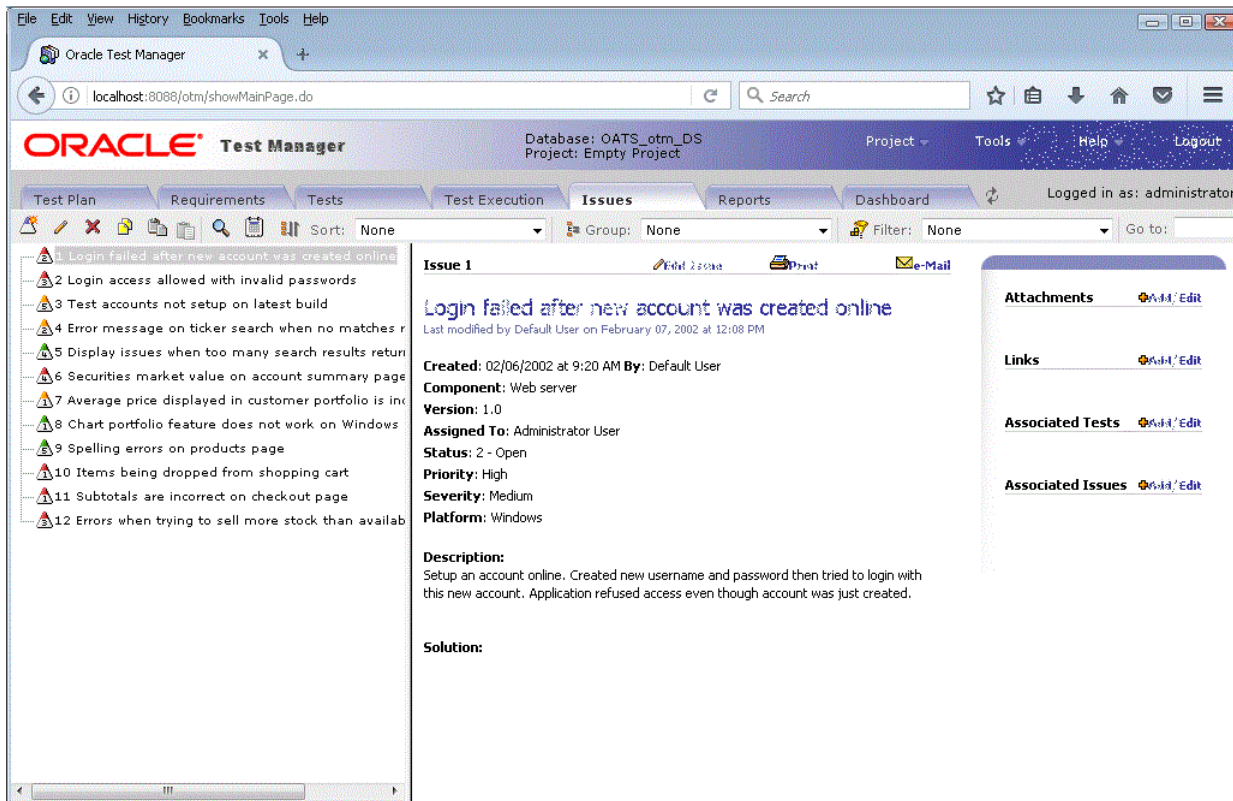 File Edit View History Bookmarks Tools Help
Oracle Test Manager
localhost:8088/otm/showMainPage.do
Search
ORACLE Test Manager
Database: OATS_otm_DS
Project: Empty Project
Project Tools Help Logout
Test Plan Requirements Tests Test Execution Issues Reports Dashboard
Logged in as: administrator
Sort: None Group: None Filter: None Go to:
1 Login failed after new account was created online
2 Login access allowed with invalid passwords
3 Test accounts not setup on latest build
4 Error message on ticker search when no matches r
5 Display issues when too many search results return
6 Securities market value on account summary page
7 Average price displayed in customer portfolio is inc
8 Chart portfolio feature does not work on Windows
9 Spelling errors on products page
10 Items being dropped from shopping cart
11 Subtotals are incorrect on checkout page
12 Errors when trying to sell more stock than availab
Issue 1 Edit Issue Print e-Mail
Login failed after new account was created online
Last modified by Default User on February 07, 2002 at 12:08 PM
Created: 02/06/2002 at 9:20 AM By: Default User
Component: Web server
Version: 1.0
Assigned To: Administrator User
Status: 2 - Open
Priority: High
Severity: Medium
Platform: Windows
Description:
Setup an account online. Created new username and password then tried to login with
this new account. Application refused access even though account was just created.
Solution:
Attachments Add/Edit
Links Add/Edit
Associated Tests Add/Edit
Associated Issues Add/Edit